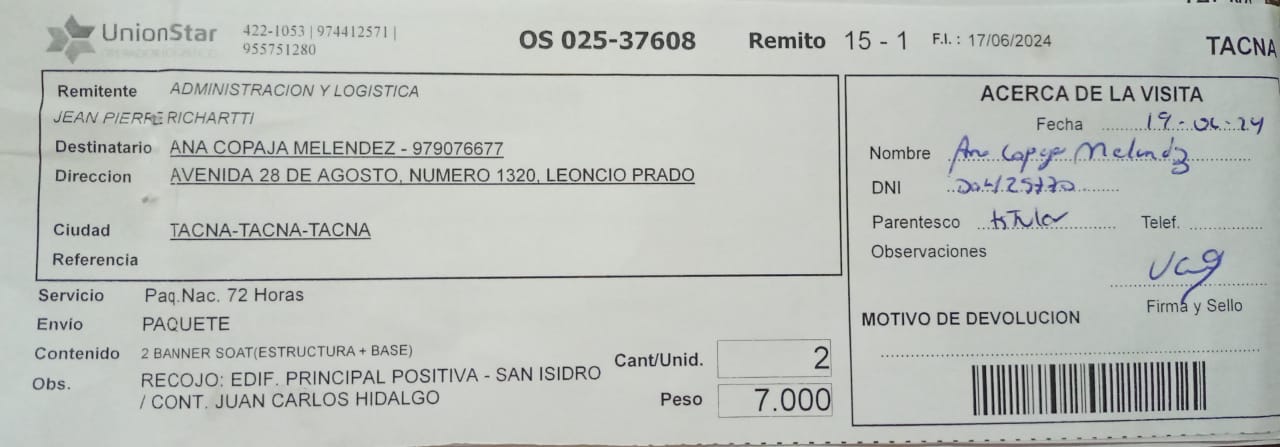 UnionStar 422-1053 | 974412571 |
955751280
OS 025-37608 Remito 15 - 1 F.I. : 17/06/2024 TACNA
Remitente ADMINISTRACION Y LOGISTICA
JEAN PIERRE RICHARTTI
Destinatario ANA COPAJA MELENDEZ - 979076677
Direccion AVENIDA 28 DE AGOSTO, NUMERO 1320, LEONCIO PRADO
Ciudad TACNA-TACNA-TACNA
Referencia
Servicio Paq.Nac. 72 Horas
Envio PAQUETE
Contenido 2 BANNER SOAT(ESTRUCTURA + BASE)
Obs. RECOJO: EDIF. PRINCIPAL POSITIVA - SAN ISIDRO
/ CONT. JUAN CARLOS HIDALGO
Cant/Unid. 2
Peso 7.000
ACERCA DE LA VISITA
Fecha 19-06-24
Nombre Ana Copaja Melendez
DNI
Parentesco titular Telef.
Observaciones
Firma y Sello
MOTIVO DE DEVOLUCION